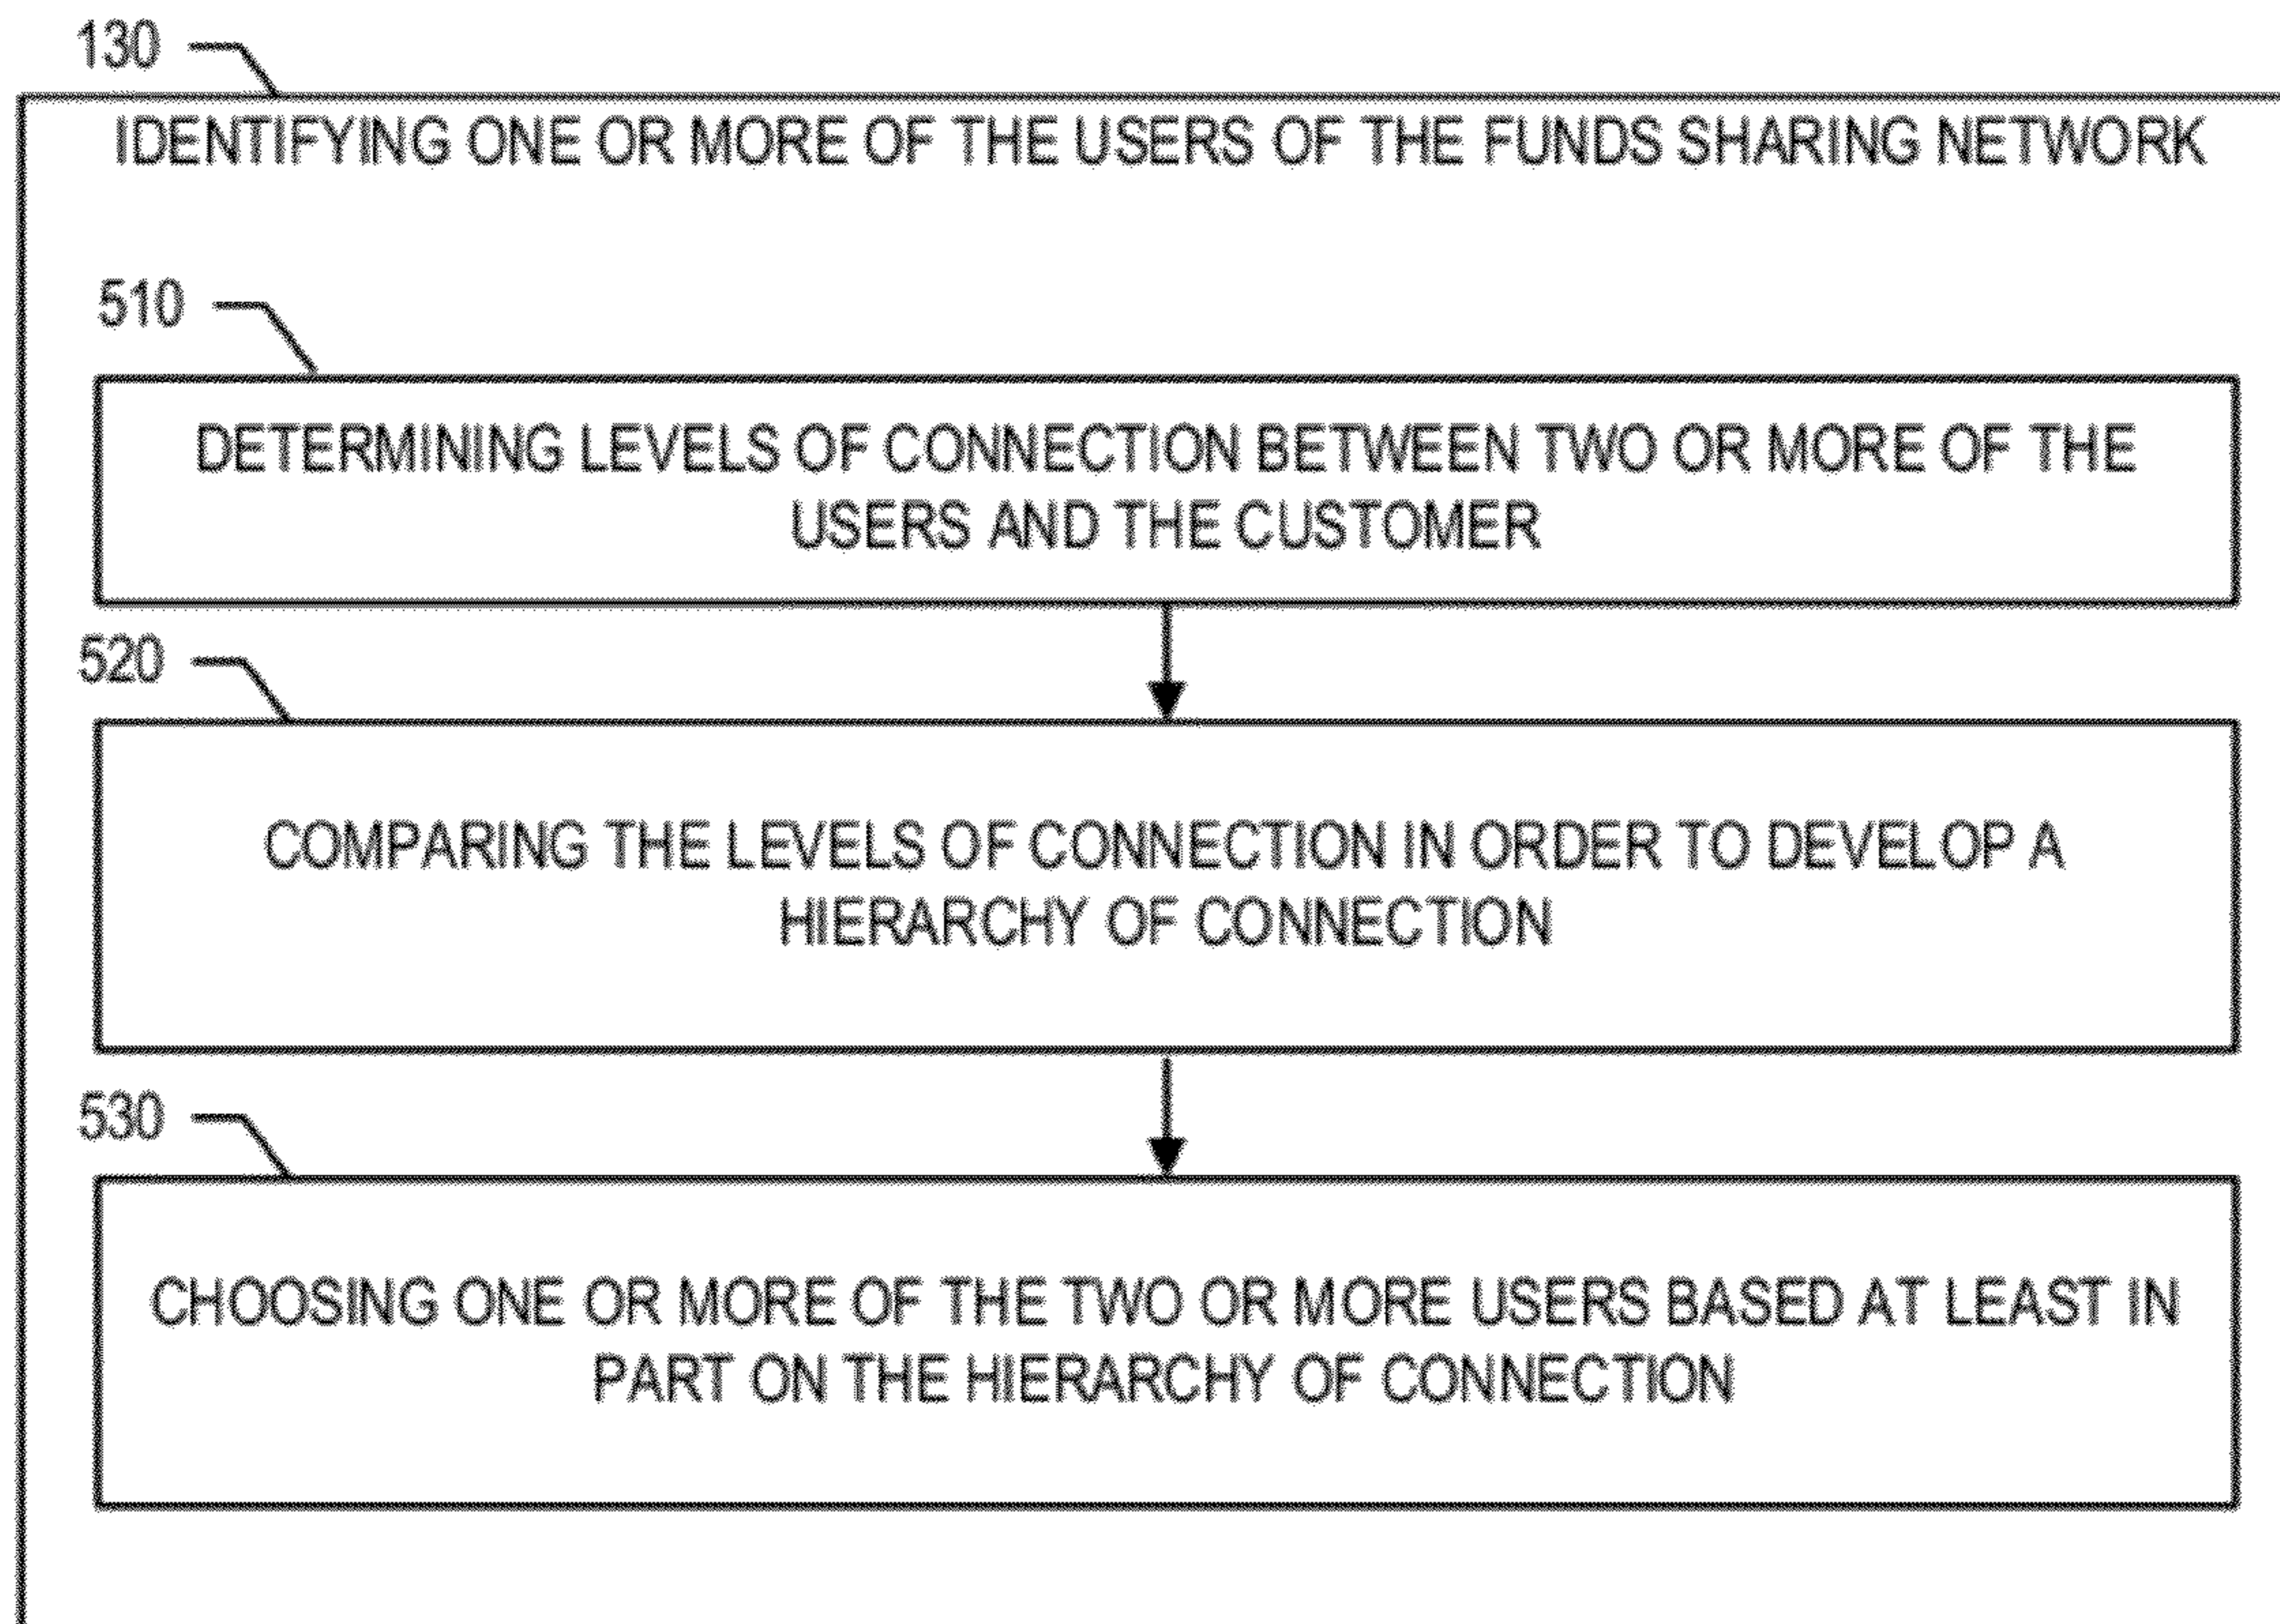 130
IDENTIFYING ONE OR MORE OF THE USERS OF THE FUNDS SHARING NETWORK
510
DETERMINING LEVELS OF CONNECTION BETWEEN TWO OR MORE OF THE
USERS AND THE CUSTOMER
520
COMPARING THE LEVELS OF CONNECTION IN ORDER TO DEVELOP A
HIERARCHY OF CONNECTION
530
CHOOSING ONE OR MORE OF THE TWO OR MORE USERS BASED AT LEAST IN
PART ON THE HIERARCHY OF CONNECTION